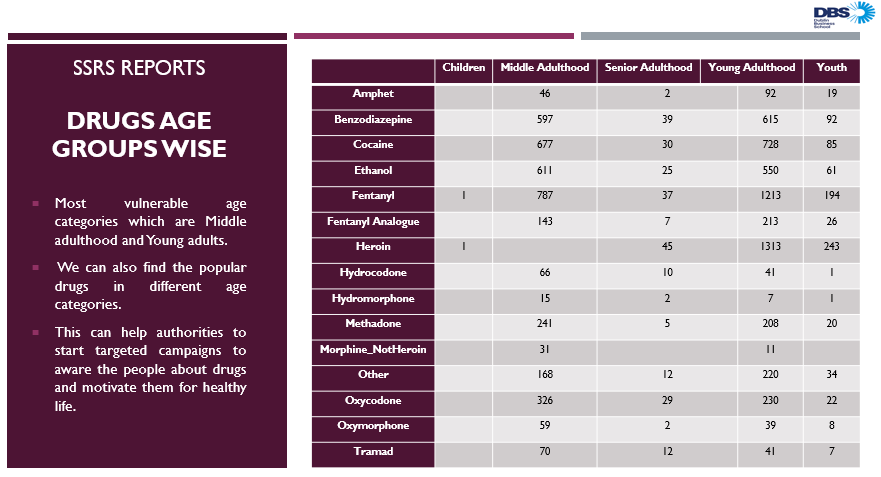 DBS
Dublin
Business
School
SSRS REPORTS
DRUGS AGE
GROUPS WISE
Most vulnerable age
categories which are Middle
adulthood and Young adults.
We can also find the popular
drugs in different age
categories.
This can help authorities to
start targeted campaigns to
aware the people about drugs
and motivate them for healthy
life.
Children Middle Adulthood Senior Adulthood Young Adulthood Youth
Amphet 46 2 92 19
Benzodiazepine 597 39 615 92
Cocaine 677 30 728 85
Ethanol 611 25 550 61
Fentanyl 1 787 37 1213 194
Fentanyl Analogue 143 7 213 26
Heroin 1 45 1313 243
Hydrocodone 66 10 41 1
Hydromorphone 15 2 7 1
Methadone 241 5 208 20
Morphine_NotHeroin 31 11
Other 168 12 220 34
Oxycodone 326 29 230 22
Oxymorphone 59 2 39 8
Tramad 70 12 41 7